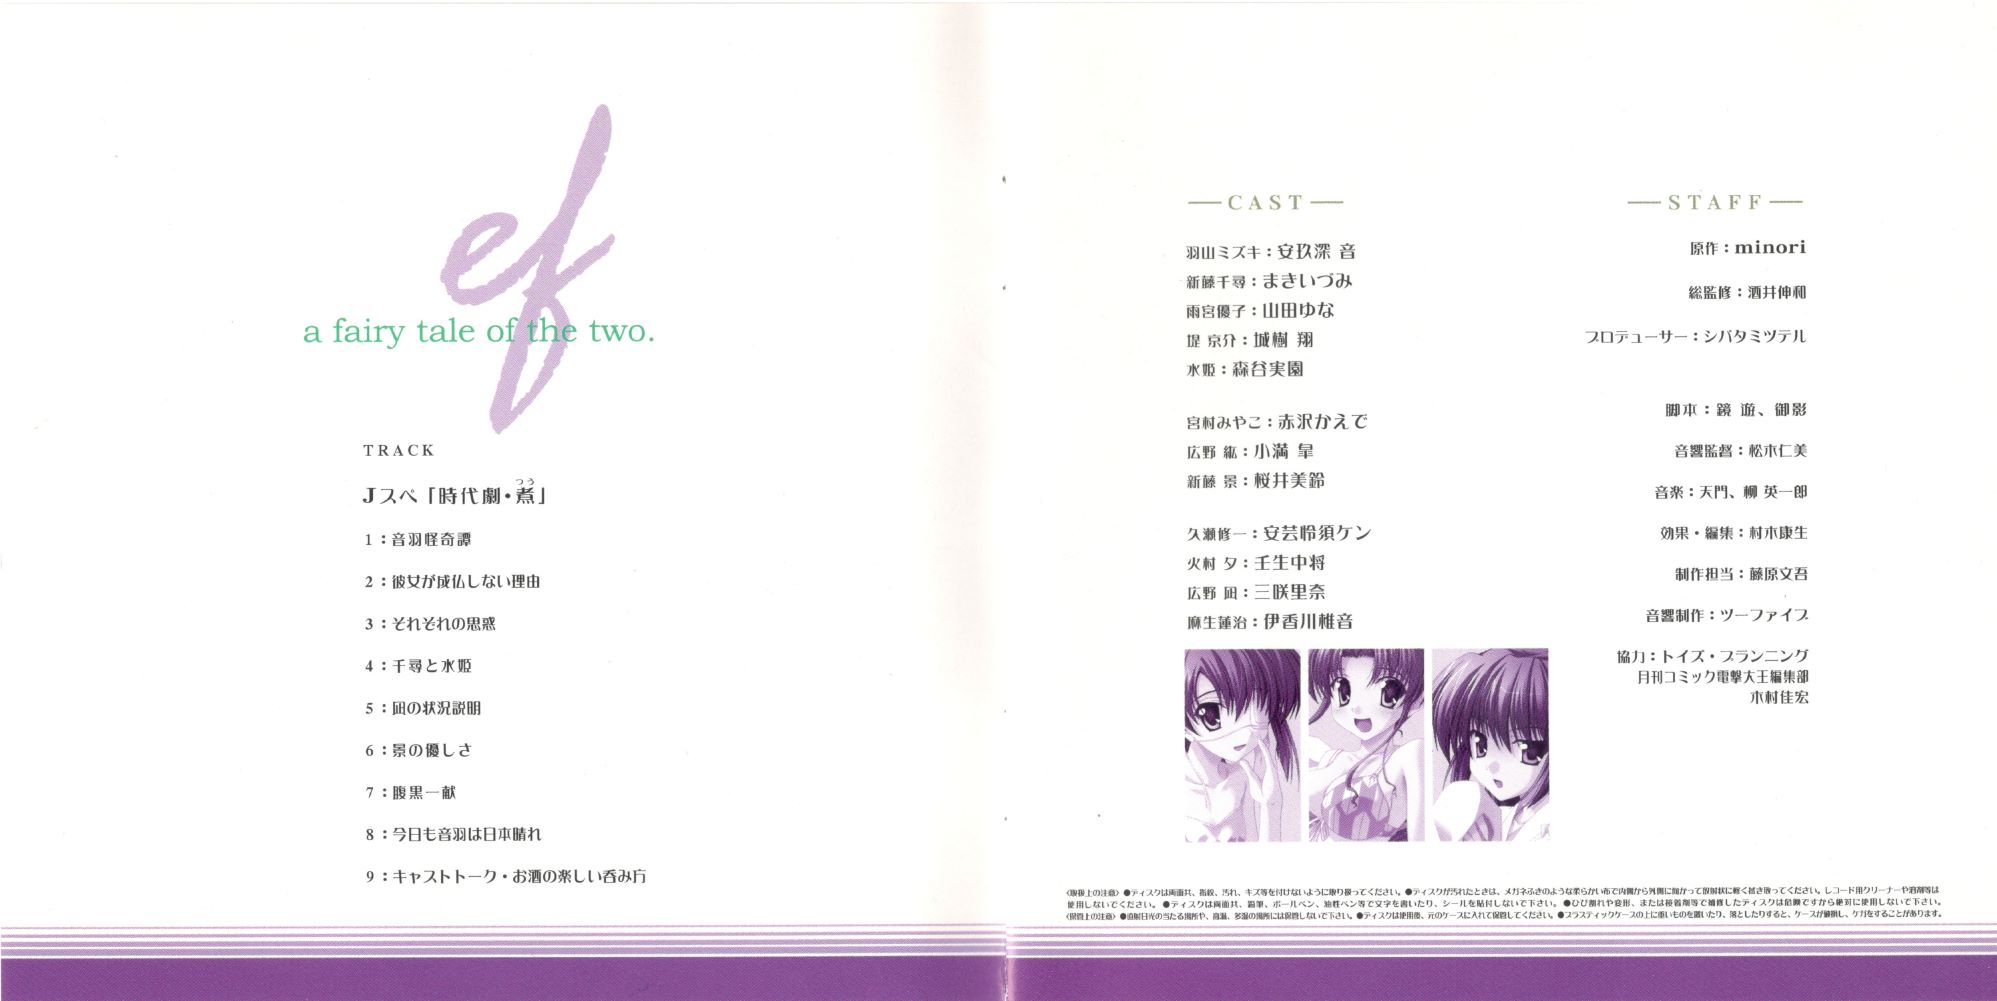 ef
a fairy tale of the two.
TRACK
つう
Jスペ「時代劇・煮」
1：音羽怪奇譚
2：彼女が成仏しない理由
3：それぞれの思惑
4：千尋と水姫
5：凪の状況説明
6：景の優しさ
7：腹黒一献
8：今日も音羽は日本晴れ
9：キャストトーク・お酒の楽しい呑み方
CAST
羽山ミズキ：安玖深 音
新藤千尋：まきいづみ
雨宮優子：山田ゆな
堤 京介：城樹 翔
水姫：森谷実園
宮村みやこ：赤沢かえで
広野 紘：小満 皐
新藤 景：桜井美鈴
久瀬修一：安芸怜須ケン
火村 夕：壬生中将
広野 凪：三咲里奈
麻生蓮治：伊香川椎音
STAFF
原作：minori
総監修：酒井伸和
プロデューサー：シバタミツテル
脚本：鏡 遊、御影
音響監督：松木仁美
音楽：天門、柳 英一郎
効果・編集：村木康生
制作担当：藤原文吾
音響制作：ツーファイブ
協力：トイズ・プランニング
月刊コミック電撃大王編集部
木村佳宏
〈取扱上の注意〉●ディスクは両面共、指紋、汚れ、キズ等を付けないように取り扱ってください。●ディスクが汚れたときは、メガネふきのような柔らかい布で内側から外側に向かって放射状に軽く拭き取ってください。レコード用クリーナーや溶剤等は
使用しないでください。●ディスクは両面共、鉛筆、ボールペン、油性ペン等で文字を書いたり、シールを貼付しないで下さい。●ひび割れや変形、または接着剤等で補修したディスクは危険ですから絶対に使用しないで下さい。
〈保管上の注意〉●直射日光の当たる場所や、高温、多湿の場所には保管しないで下さい。●ディスクは使用後、元のケースに入れて保管してください。●プラスティックケースの上に重いものを置いたり、落としたりすると、ケースが破損し、ケガをすることがあります。